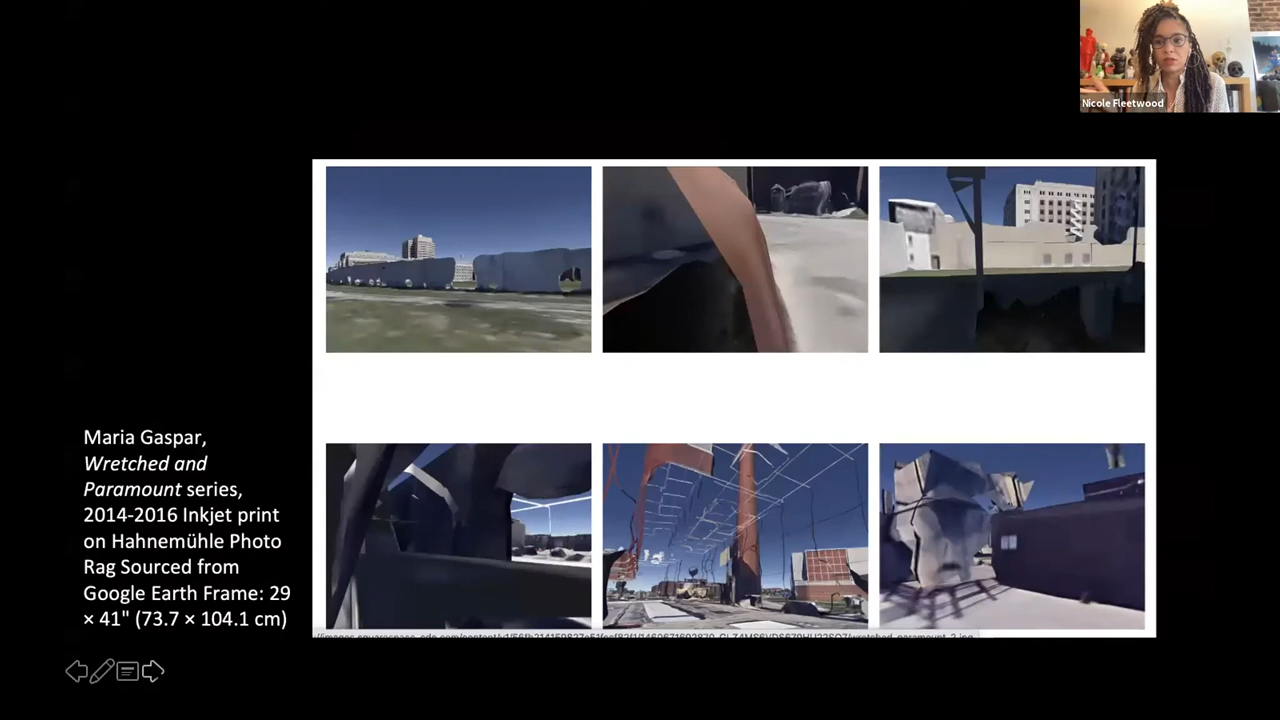 Nicole Fleetwood
Maria Gaspar,
Wretched and
Paramount series,
2014-2016 Inkjet print
on Hahnemühle Photo
Rag Sourced from
Google Earth Frame: 29
× 41" (73.7 × 104.1 cm)